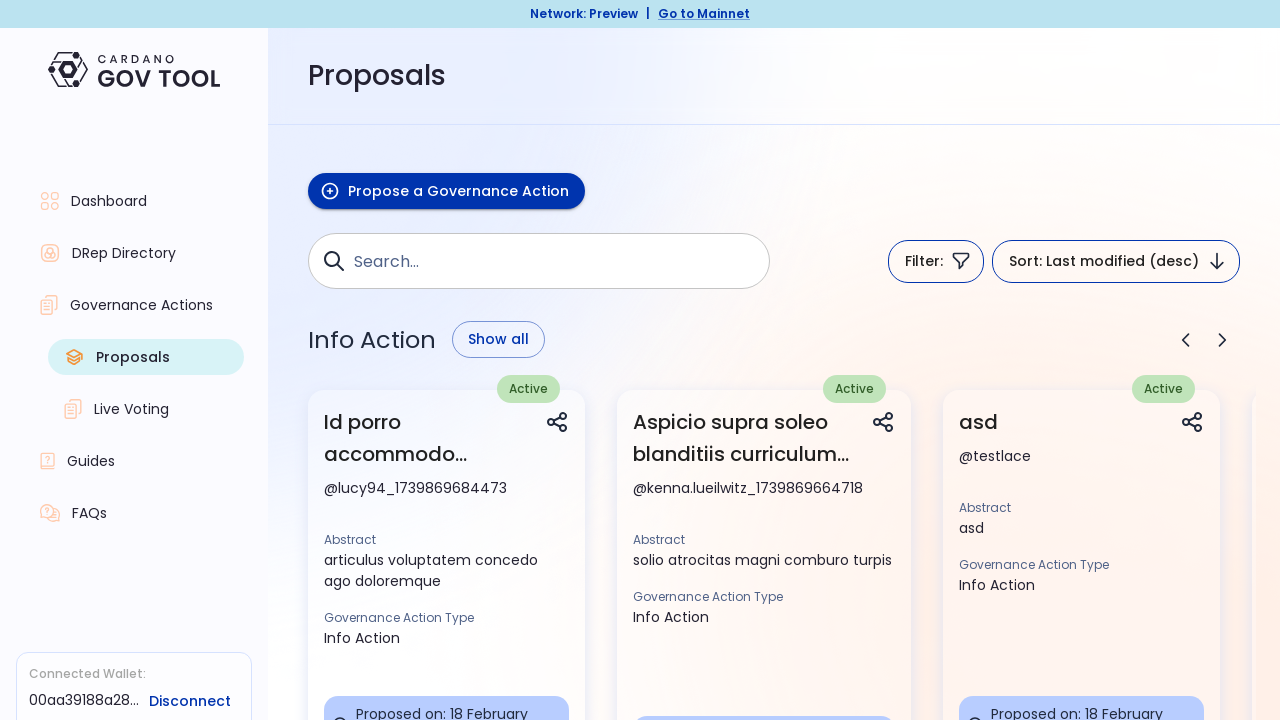 Network: Preview | Go to Mainnet
CARDANO
GOV TOOL
Dashboard
DRep Directory
Governance Actions
Proposals
Live Voting
Guides
FAQs
Connected Wallet:
00aa39188a28... Disconnect
Proposals
Propose a Governance Action
Search...
Filter:
Sort: Last modified (desc)
Info Action
Show all
Active
Id porro
accommodo...
@lucy94_1739869684473
Abstract
articulus voluptatem concedo
ago doloremque
Governance Action Type
Info Action
Proposed on: 18 February
Active
Aspicio supra soleo
blanditiis curriculum...
@kenna.lueilwitz_1739869664718
Abstract
solio atrocitas magni comburo turpis
Governance Action Type
Info Action
Active
asd
@testlace
Abstract
asd
Governance Action Type
Info Action
Proposed on: 18 February